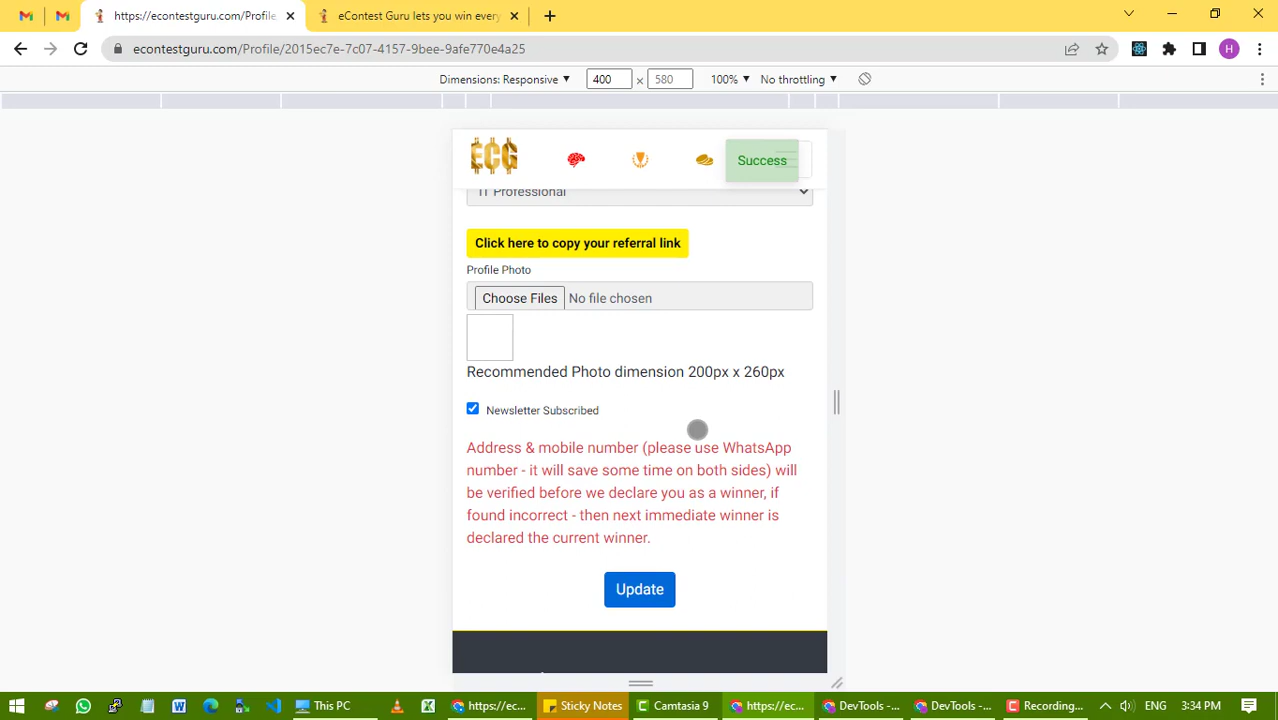 https://econtestguru.com/Profile
eContest Guru lets you win every
econtestguru.com/Profile/2015ec7e-7c07-4157-9bee-9afe770e4a25
H
Dimensions: Responsive 400 × 580 100% No throttling
ECG
Success
IT Professional
Click here to copy your referral link
Profile Photo
Choose Files No file chosen
Recommended Photo dimension 200px x 260px
Newsletter Subscribed
Address & mobile number (please use WhatsApp
number - it will save some time on both sides) will
be verified before we declare you as a winner, if
found incorrect - then next immediate winner is
declared the current winner.
Update
This PC https://ec... Sticky Notes Camtasia 9 https://ec... DevTools -... DevTools -... Recording... ENG 3:34 PM